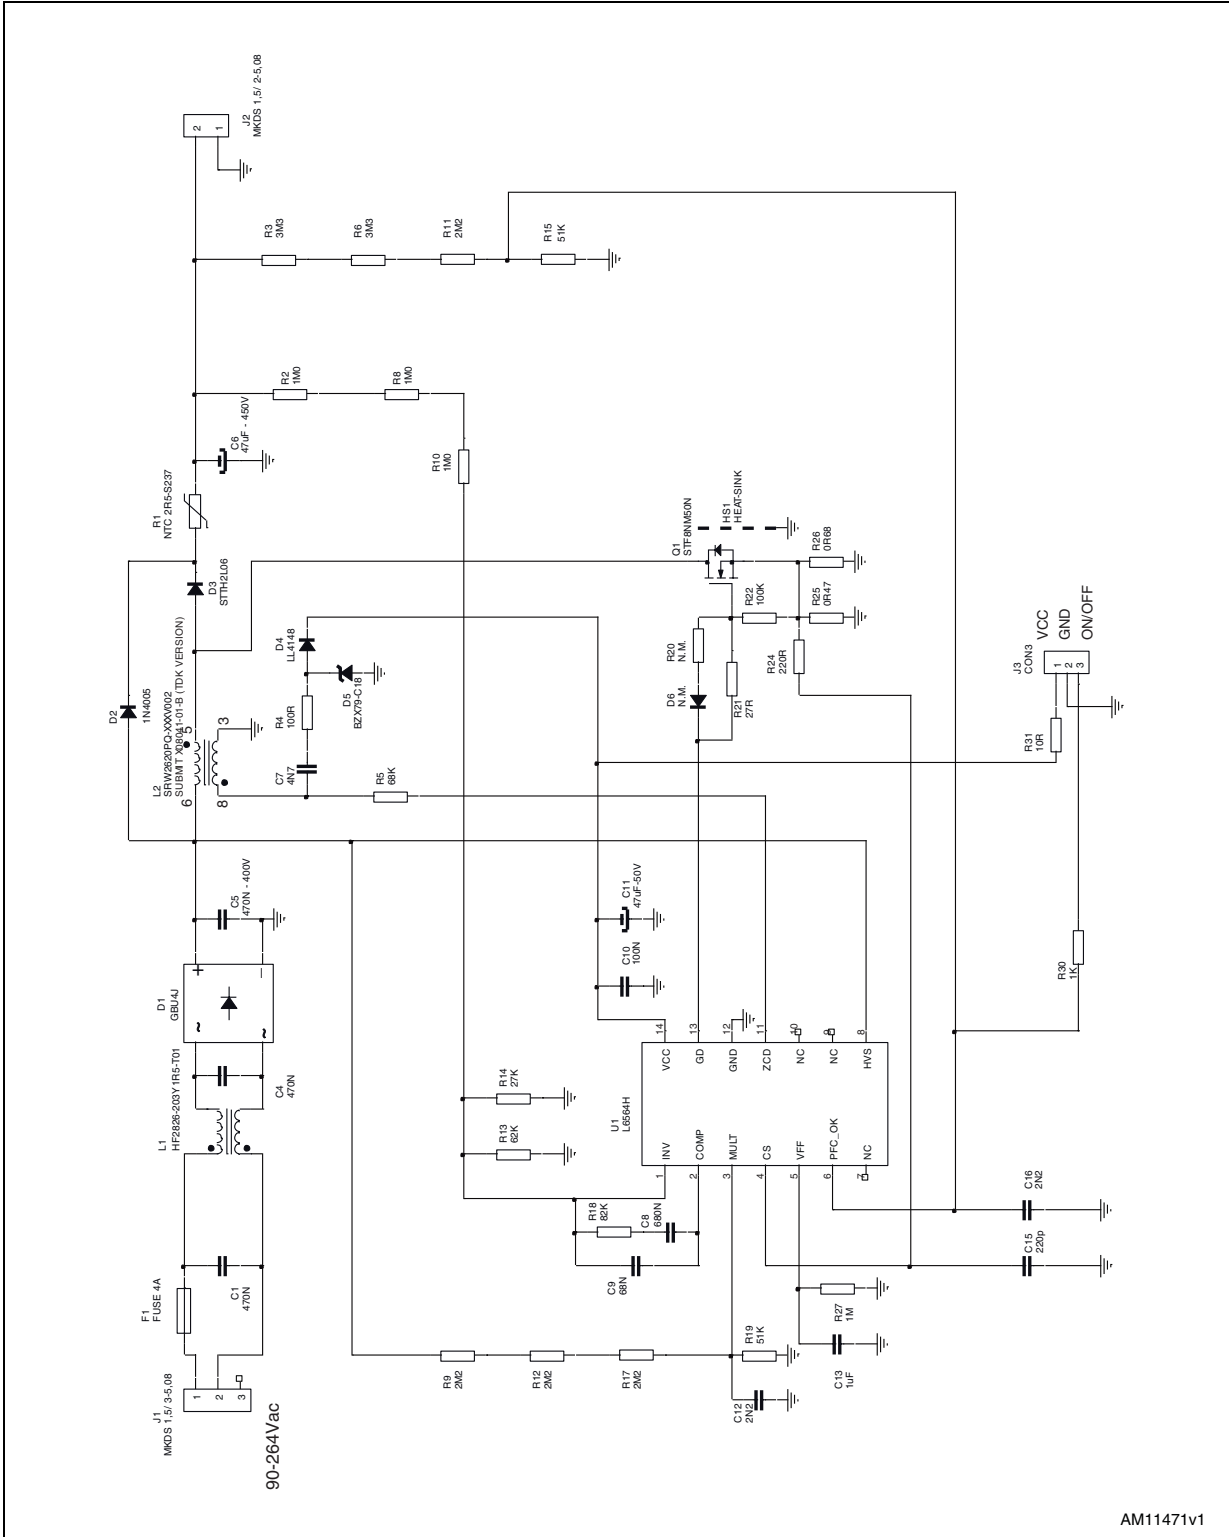 J1
MKDS 1,5/ 3-5,08
1
2
3
90-264Vac
F1
FUSE 4A
C1
470N
L1
HF2826-203Y1R5-T01
C4
470N
D1
GBU4J
~
~
+
_
C5
470N - 400V
D2
1N4005
L2
SRW2620PQ-XXXV002
SUBMIT X08041-01-B (TDK VERSION)
6
5
8
3
D3
STTH2L06
R1
NTC 2R5-S237
C6
47uF - 450V
J2
MKDS 1,5/ 2-5,08
2
1
R3
3M3
R6
3M3
R11
2M2
R15
51K
R2
1M0
R8
1M0
R10
1M0
C7
4N7
R4
100R
D4
LL4148
D5
BZX79-C18
R5
68K
R9
2M2
R12
2M2
R17
2M2
R19
51K
C12
2N2
C13
1uF
R27
1M
C9
68N
R18
82K
C8
680N
R13
62K
R14
27K
C10
100N
C11
47uF-50V
U1
L6564H
1
INV
2
COMP
3
MULT
4
CS
5
VFF
6
PFC_OK
7
NC
14
VCC
13
GD
12
GND
11
ZCD
10
NC
9
NC
8
HVS
D6
N.M.
R20
N.M.
R21
27R
R22
100K
R24
220R
R25
0R47
R26
0R68
Q1
STF8NM50N
HS1
HEAT-SINK
C15
220p
C16
2N2
R30
1K
R31
10R
J3
CON3
1
2
3
VCC
GND
ON/OFF
AM11471v1